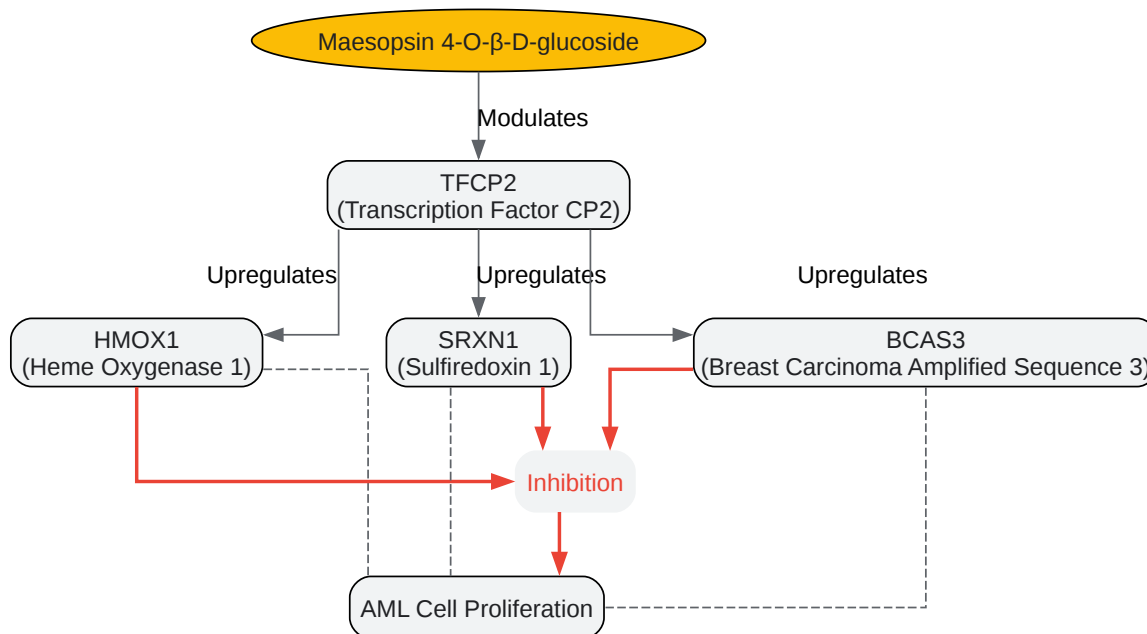 Maesopsin 4-O-β-D-glucoside
Modulates
TFCP2
(Transcription Factor CP2)
Upregulates
Upregulates
Upregulates
HMOX1
(Heme Oxygenase 1)
SRXN1
(Sulfiredoxin 1)
BCAS3
(Breast Carcinoma Amplified Sequence 3)
Inhibition
AML Cell Proliferation